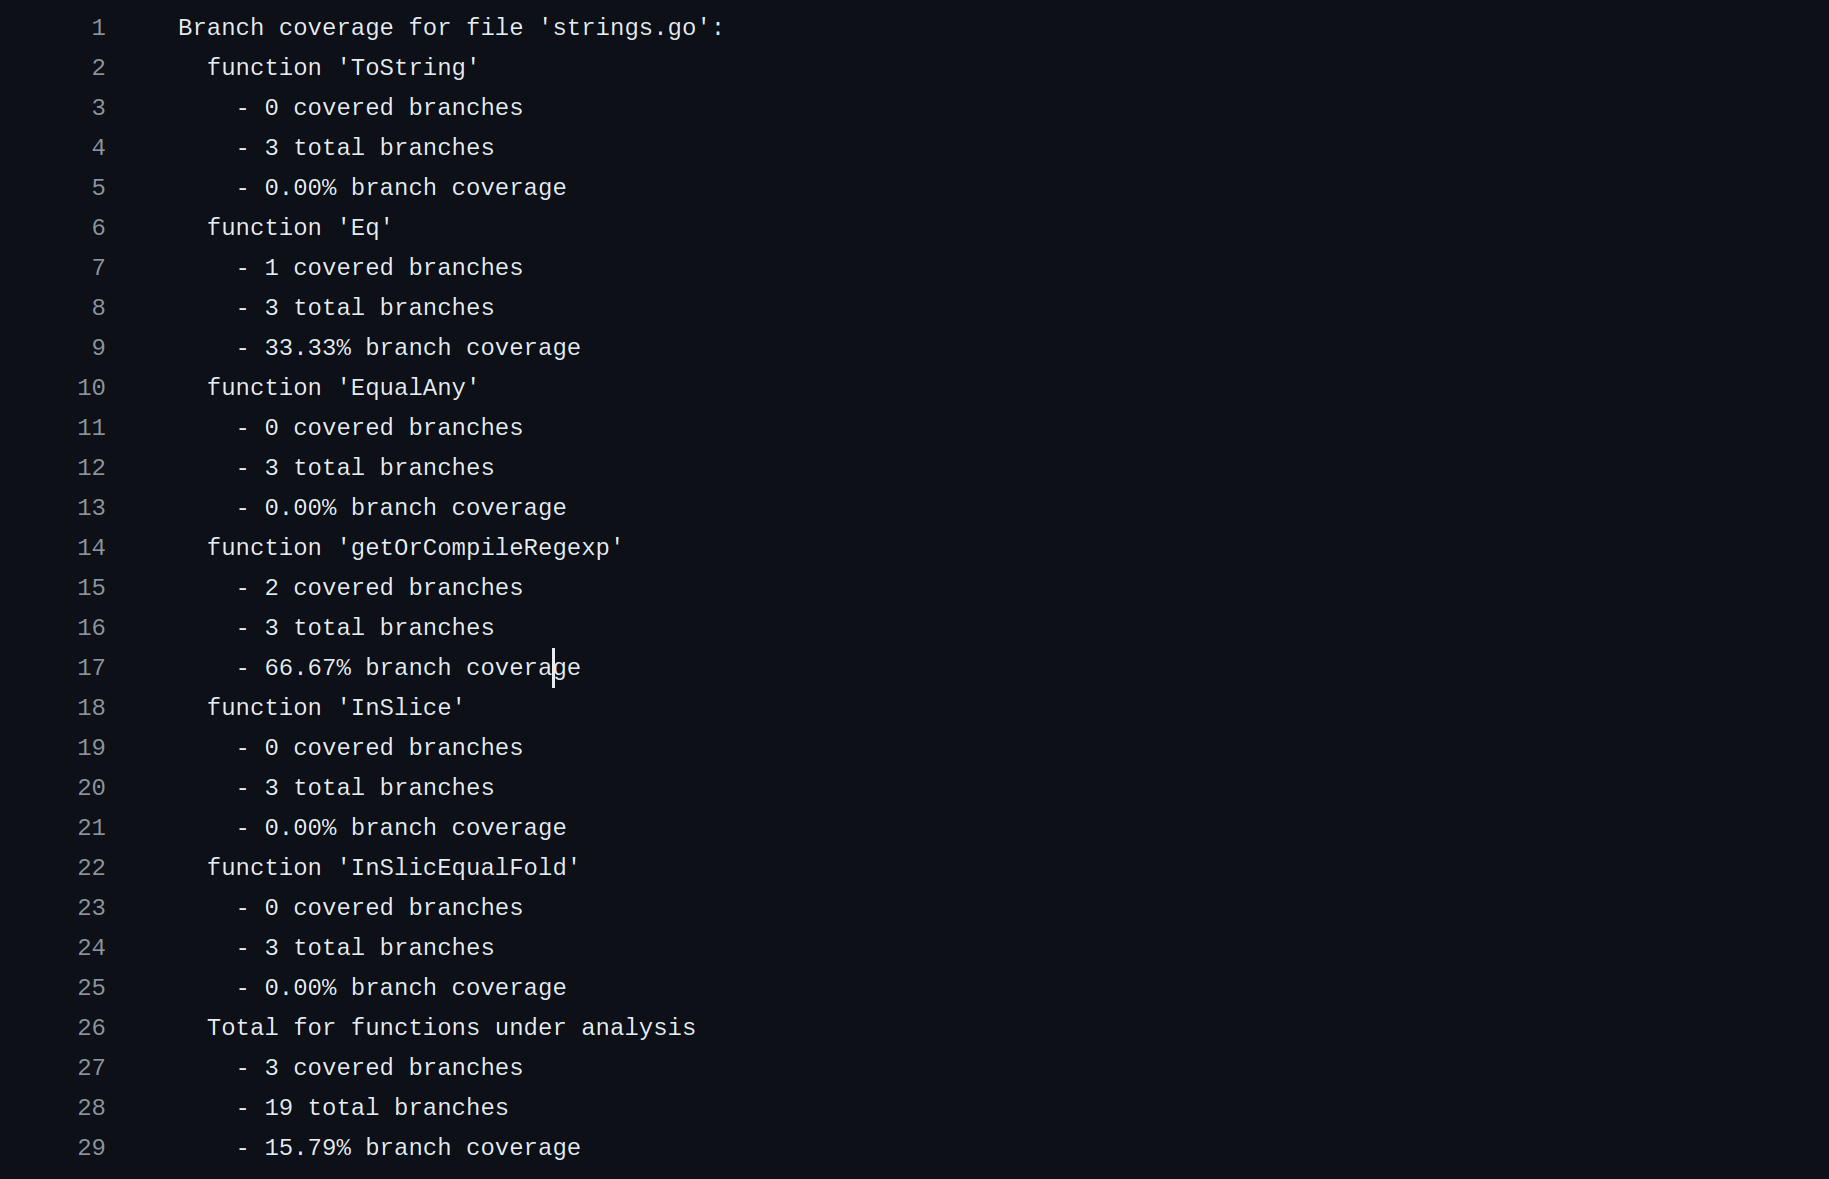 1 Branch coverage for file 'strings.go':
2 function 'ToString'
3 - 0 covered branches
4 - 3 total branches
5 - 0.00% branch coverage
6 function 'Eq'
7 - 1 covered branches
8 - 3 total branches
9 - 33.33% branch coverage
10 function 'EqualAny'
11 - 0 covered branches
12 - 3 total branches
13 - 0.00% branch coverage
14 function 'getOrCompileRegexp'
15 - 2 covered branches
16 - 3 total branches
17 - 66.67% branch coverage
18 function 'InSlice'
19 - 0 covered branches
20 - 3 total branches
21 - 0.00% branch coverage
22 function 'InSlicEqualFold'
23 - 0 covered branches
24 - 3 total branches
25 - 0.00% branch coverage
26 Total for functions under analysis
27 - 3 covered branches
28 - 19 total branches
29 - 15.79% branch coverage